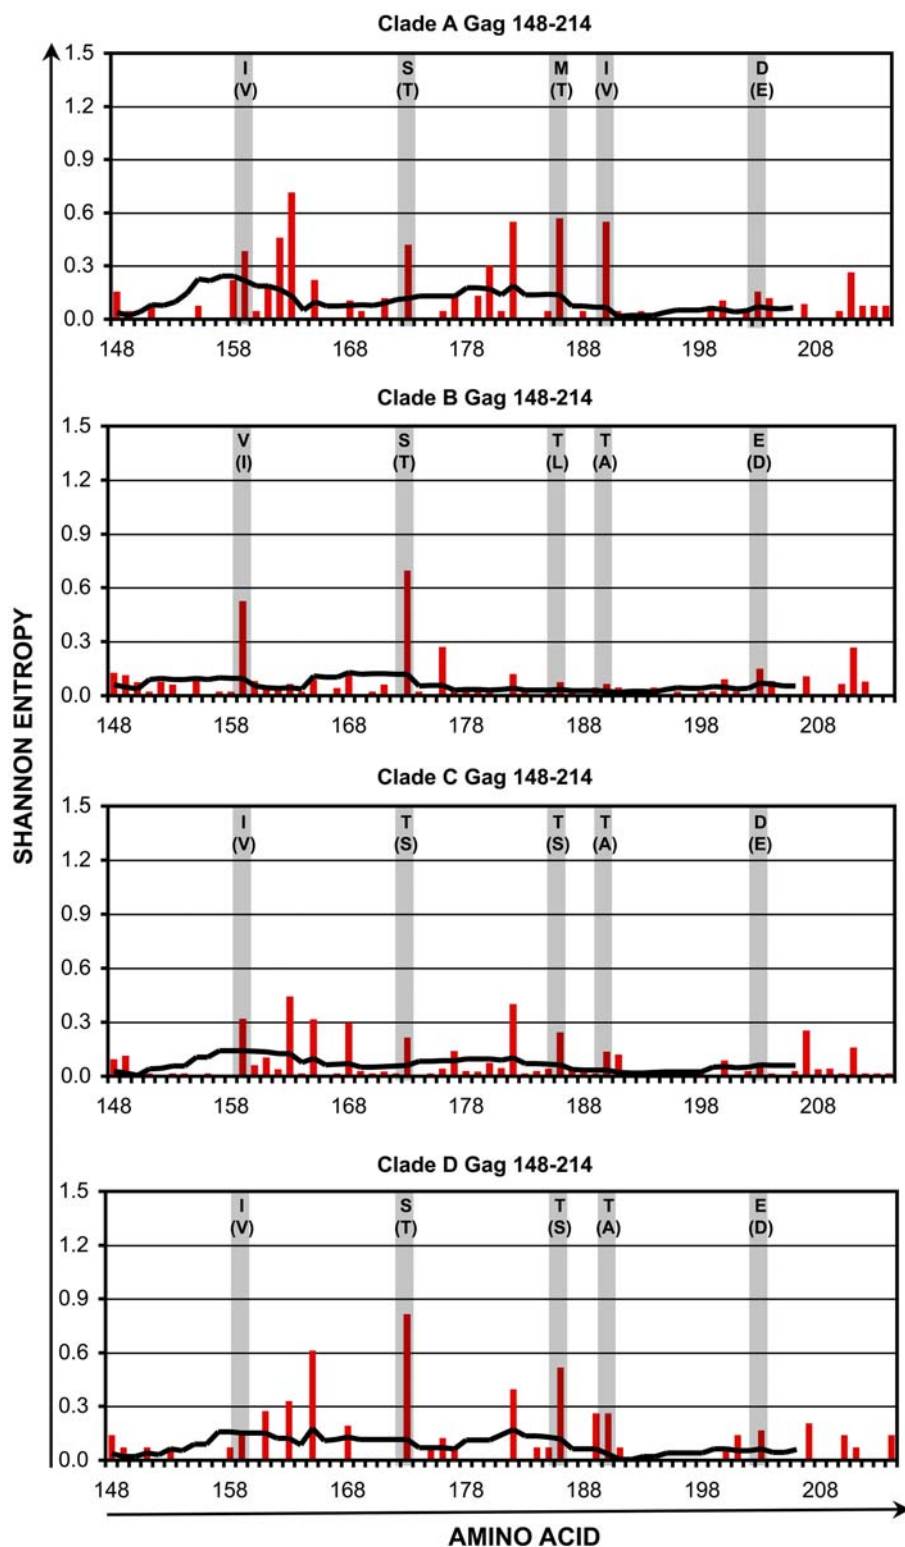 Clade A Gag 148-214
I S M I D
(V) (T) (T) (V) (E)
1.5
1.2
0.9
0.6
0.3
0.0
148 158 168 178 188 198 208
Clade B Gag 148-214
V S T T E
(I) (T) (L) (A) (D)
1.5
1.2
0.9
0.6
0.3
0.0
148 158 168 178 188 198 208
Clade C Gag 148-214
I T T T D
(V) (S) (S) (A) (E)
1.5
1.2
0.9
0.6
0.3
0.0
148 158 168 178 188 198 208
Clade D Gag 148-214
I S T T E
(V) (T) (S) (A) (D)
1.5
1.2
0.9
0.6
0.3
0.0
148 158 168 178 188 198 208
SHANNON ENTROPY
AMINO ACID